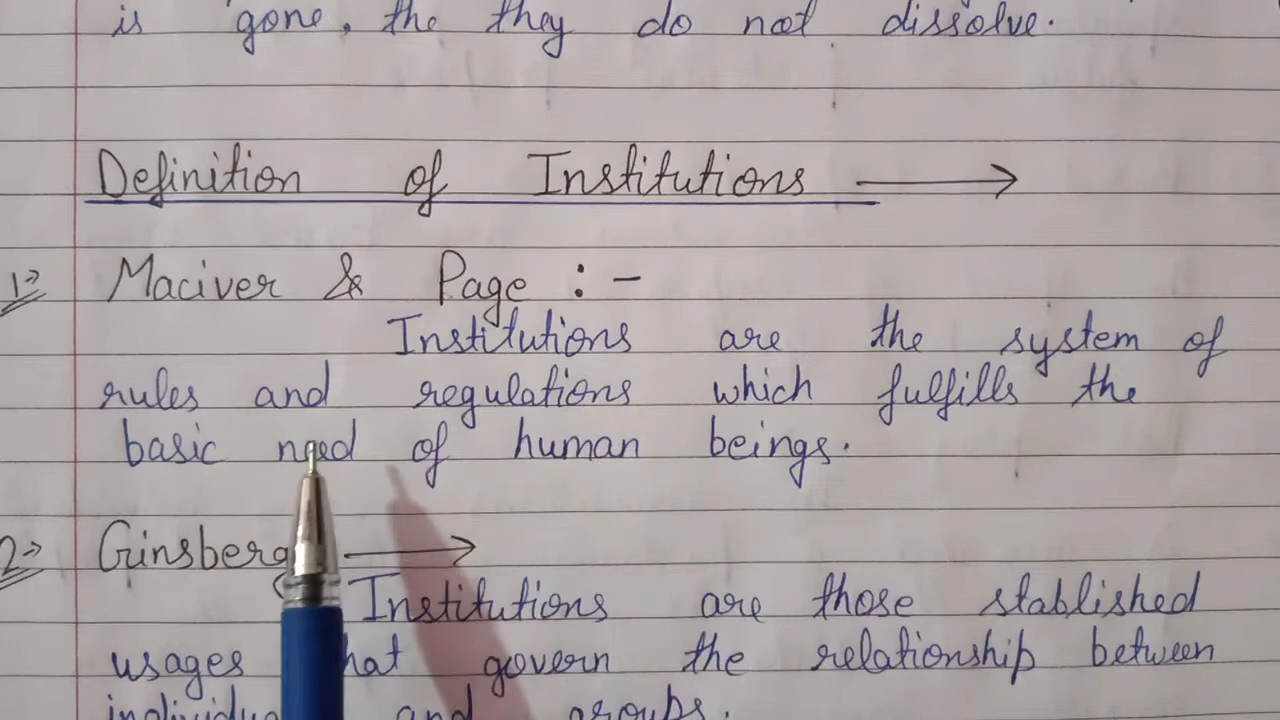 is gone, the they do not dissolve.
Definition of Institutions →
1⇒ Maciver & Page :-
Institutions are the system of
rules and regulations which fulfills the
basic need of human beings.
2⇒ Ginsberg →
Institutions are those stablished
usages that govern the relationship between
and groups.